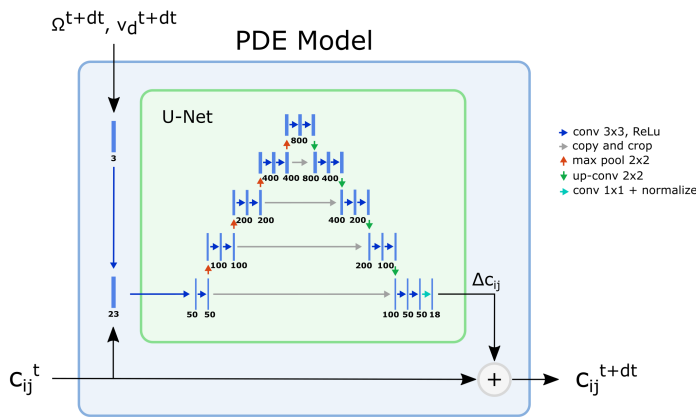 Ω^t+dt, v_d^t+dt
PDE Model
U-Net
3
800
400 400 800 400
200 200 400 200
100 100 200 100
23
50 50 100 50 50 18
Δc_ij
c_ij^t
+
c_ij^t+dt
conv 3x3, ReLu
copy and crop
max pool 2x2
up-conv 2x2
conv 1x1 + normalize